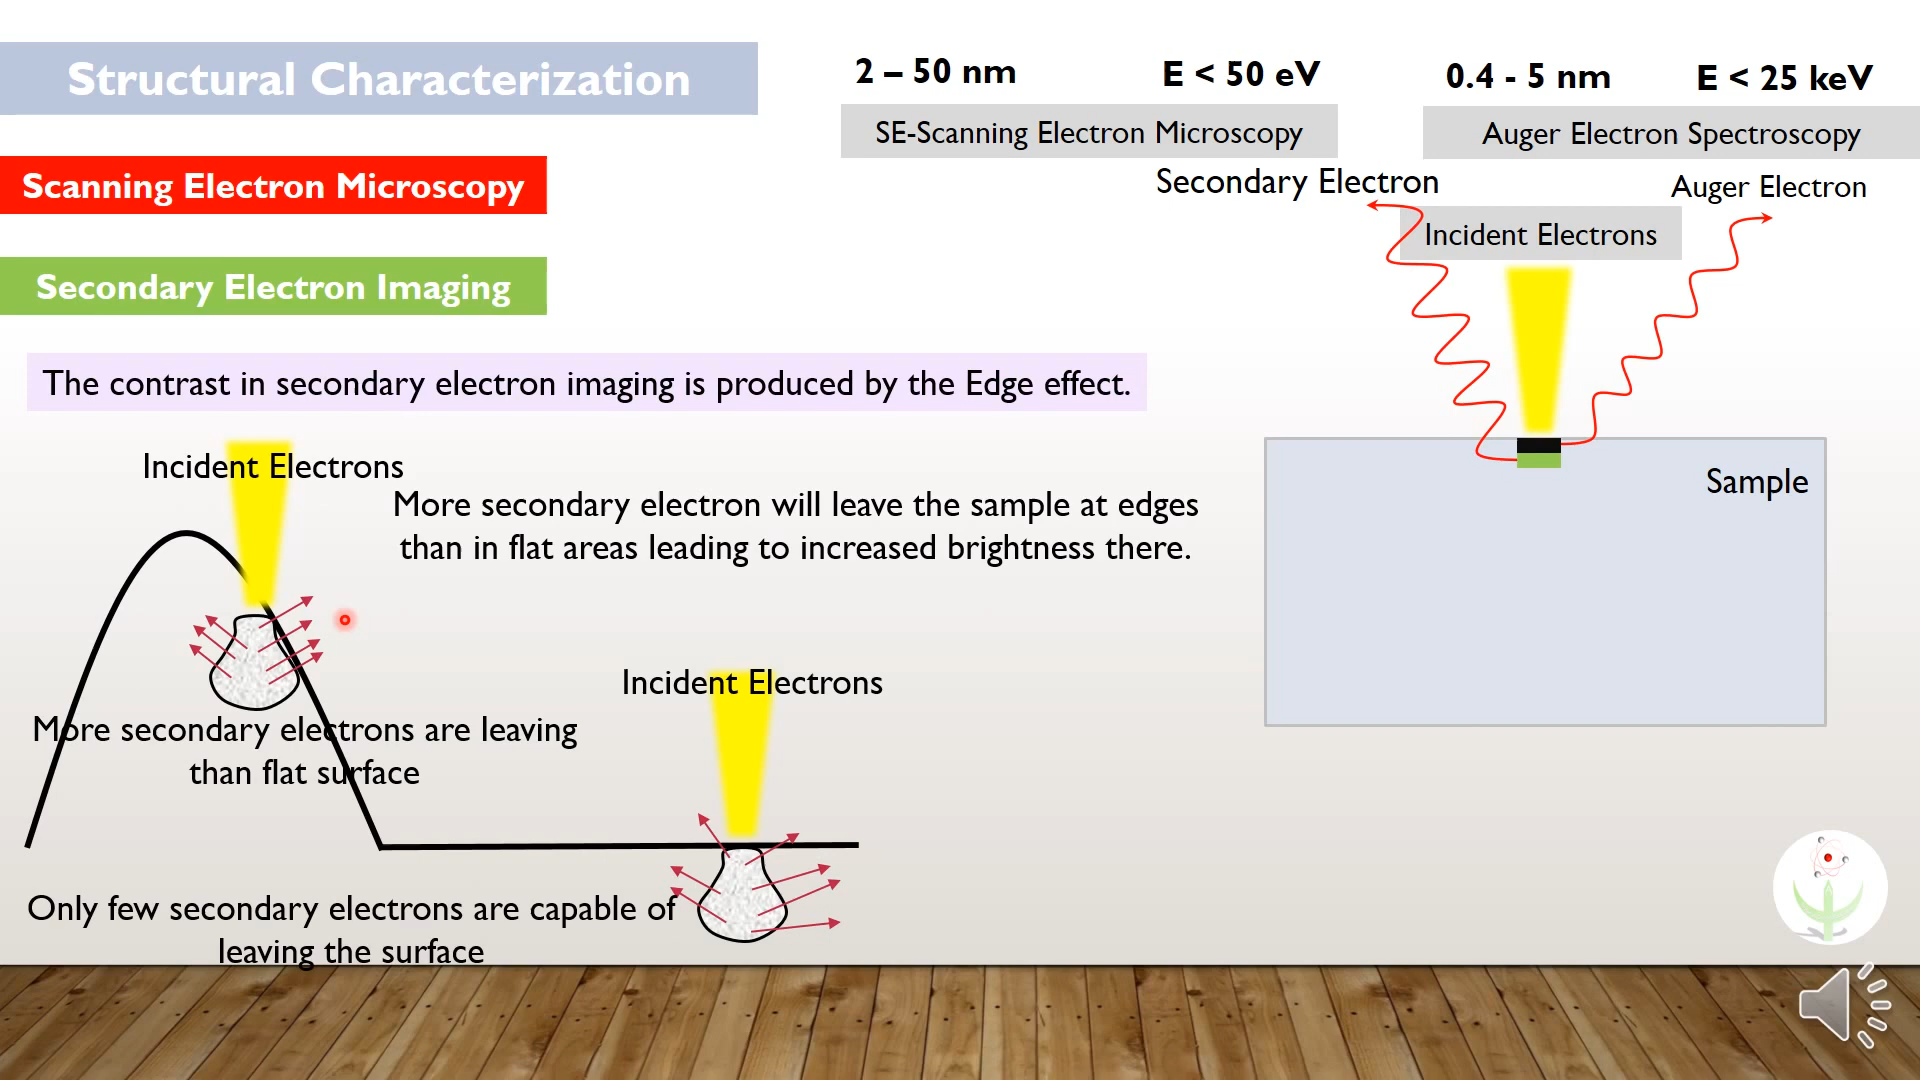 Structural Characterization
Scanning Electron Microscopy
Secondary Electron Imaging
2 – 50 nm
E < 50 eV
SE-Scanning Electron Microscopy
0.4 - 5 nm
E < 25 keV
Auger Electron Spectroscopy
Secondary Electron
Auger Electron
Incident Electrons
Sample
The contrast in secondary electron imaging is produced by the Edge effect.
Incident Electrons
More secondary electron will leave the sample at edges
than in flat areas leading to increased brightness there.
More secondary electrons are leaving
than flat surface
Incident Electrons
Only few secondary electrons are capable of
leaving the surface